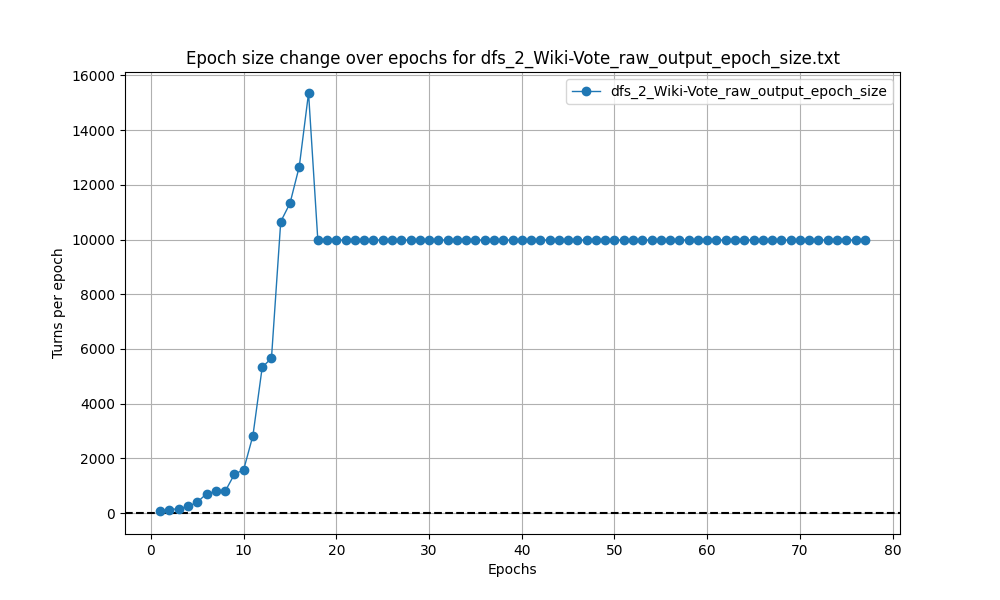 Epoch size change over epochs for dfs_2_Wiki-Vote_raw_output_epoch_size.txt
dfs_2_Wiki-Vote_raw_output_epoch_size
16000
14000
12000
10000
8000
6000
4000
2000
0
Turns per epoch
0 10 20 30 40 50 60 70 80
Epochs